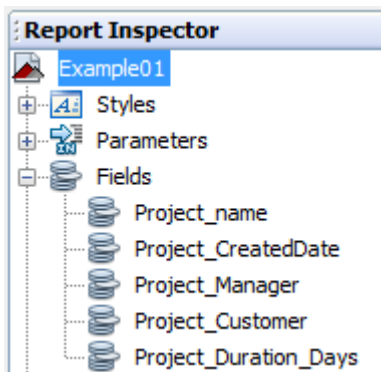 Report Inspector
Example01
Styles
Parameters
Fields
Project_name
Project_CreatedDate
Project_Manager
Project_Customer
Project_Duration_Days